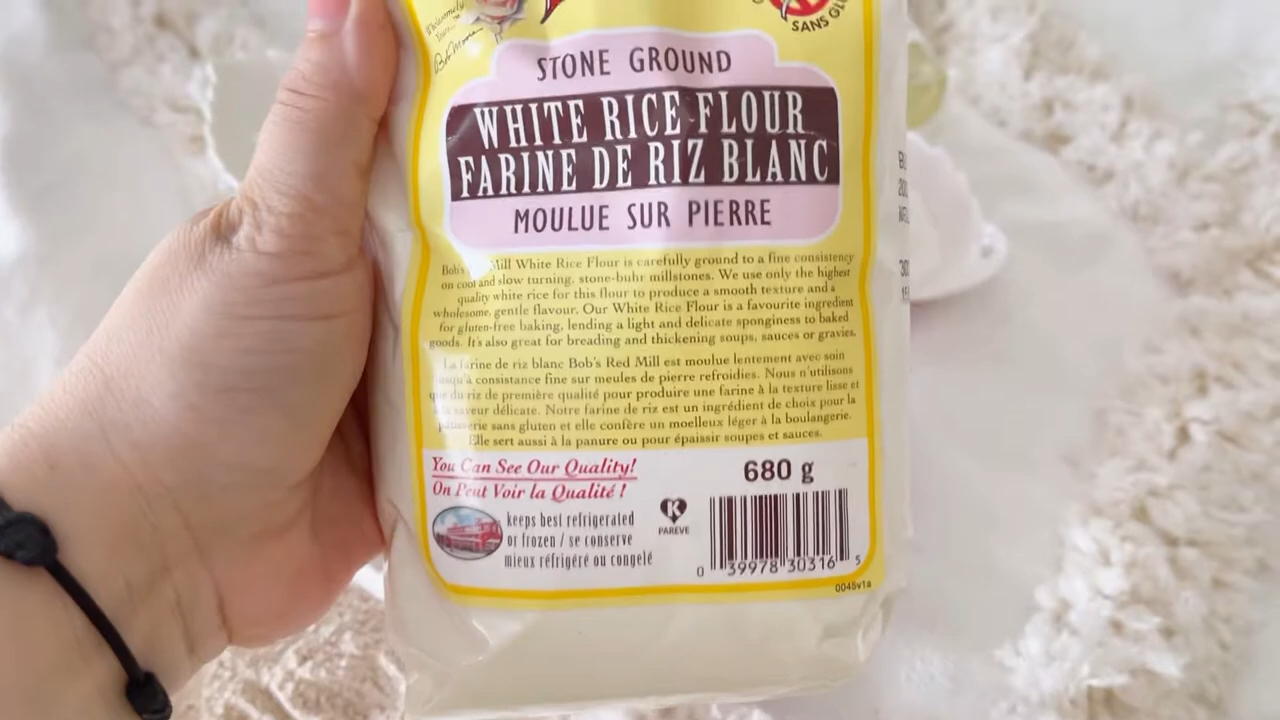 Wholesomely
Yours,
Bob Moore
SANS GLU
STONE GROUND
WHITE RICE FLOUR
FARINE DE RIZ BLANC
MOULUE SUR PIERRE
Bob's Mill White Rice Flour is carefully ground to a fine consistency
on cool and slow turning, stone-buhr millstones. We use only the highest
quality white rice for this flour to produce a smooth texture and a
wholesome, gentle flavour. Our White Rice Flour is a favourite ingredient
for gluten-free baking, lending a light and delicate sponginess to baked
goods. It's also great for breading and thickening soups, sauces or gravies.
La farine de riz blanc Bob's Red Mill est moulue lentement avec soin
jusqu'à consistance fine sur meules de pierre refroidies. Nous n'utilisons
que du riz de première qualité pour produire une farine à la texture lisse et
à la saveur délicate. Notre farine de riz est un ingrédient de choix pour la
pâtisserie sans gluten et elle confère un moelleux léger à la boulangerie.
Elle sert aussi à la panure ou pour épaissir soupes et sauces.
You Can See Our Quality!
On Peut Voir la Qualité !
680 g
keeps best refrigerated
or frozen / se conserve
mieux réfrigéré ou congelé
K
PAREVE
0 39978 30316 5
0045v1a